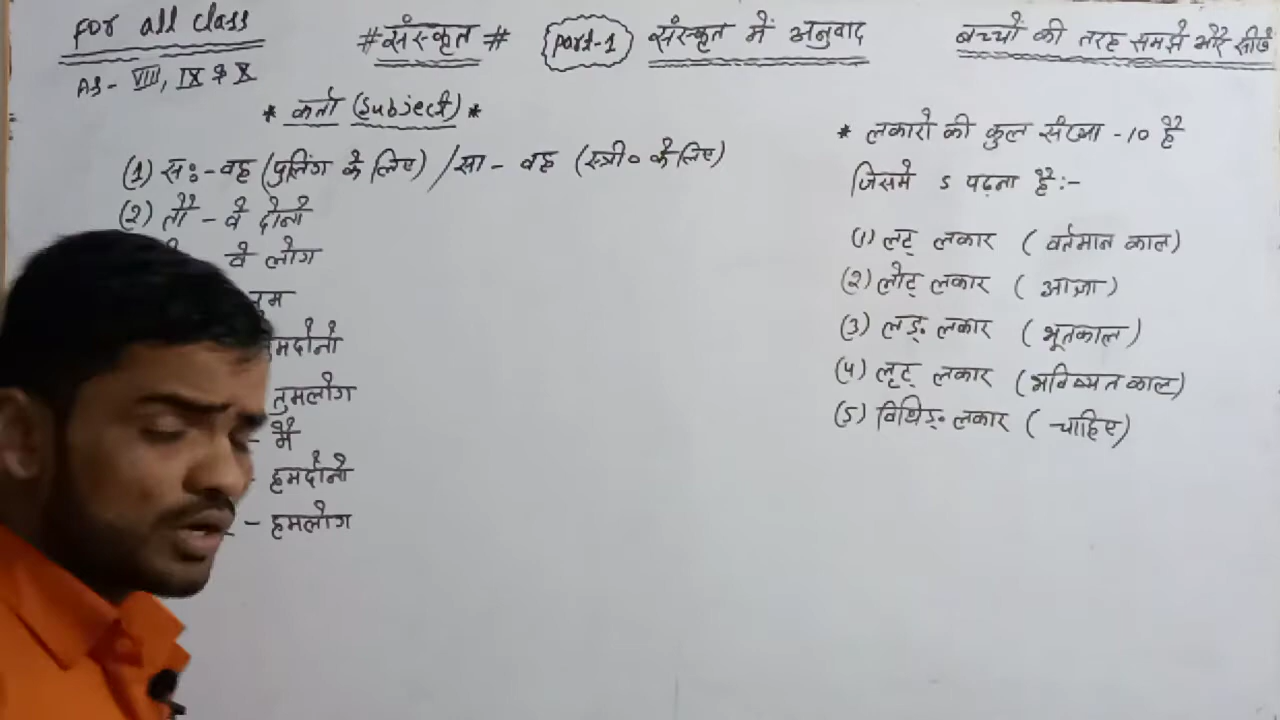 For all class
As - VIII, IX & X
#संस्कृत# {Part-1} संस्कृत में अनुवाद
बच्चों की तरह समझे और सीखे
* कर्ता (Subject) *
(1) सः - वह (पुलिंग के लिए) / सा - वह (स्त्री० के लिए)
(2) तौ - वे दोनो
वे लोग
तुम
तुमदोनो
तुमलोग
- मैं
- हमदोनो
- हमलोग
* लकारो की कुल संख्या - 10 है
जिसमे 5 पढ़ना है :-
(1) लट् लकार ( वर्तमान काल)
(2) लोट् लकार ( आज्ञा )
(3) लङ् लकार ( भूतकाल )
(4) लृट् लकार ( भविष्यत काल)
(5) विधिङ् लकार ( चाहिए)